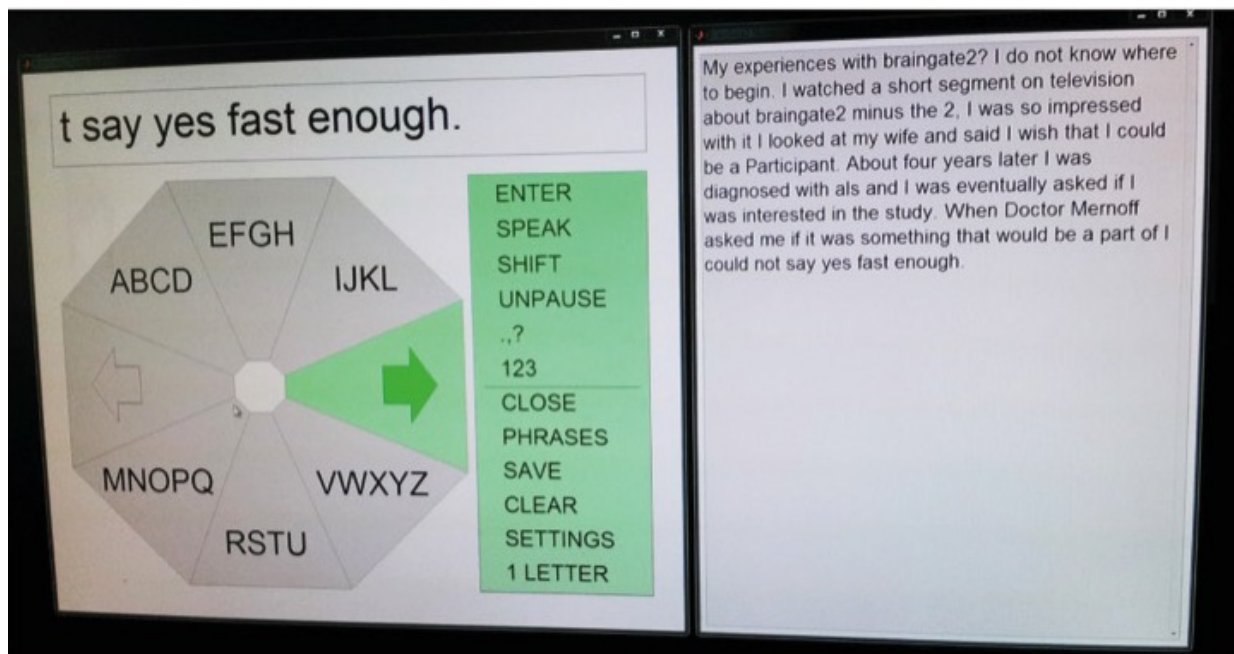 t say yes fast enough.
EFGH
ABCD
IJKL
MNOPQ
VWXYZ
RSTU
ENTER
SPEAK
SHIFT
UNPAUSE
.,?
123
CLOSE
PHRASES
SAVE
CLEAR
SETTINGS
1 LETTER
My experiences with braingate2? I do not know where
to begin. I watched a short segment on television
about braingate2 minus the 2, I was so impressed
with it I looked at my wife and said I wish that I could
be a Participant. About four years later I was
diagnosed with als and I was eventually asked if I
was interested in the study. When Doctor Mernoff
asked me if it was something that would be a part of I
could not say yes fast enough.